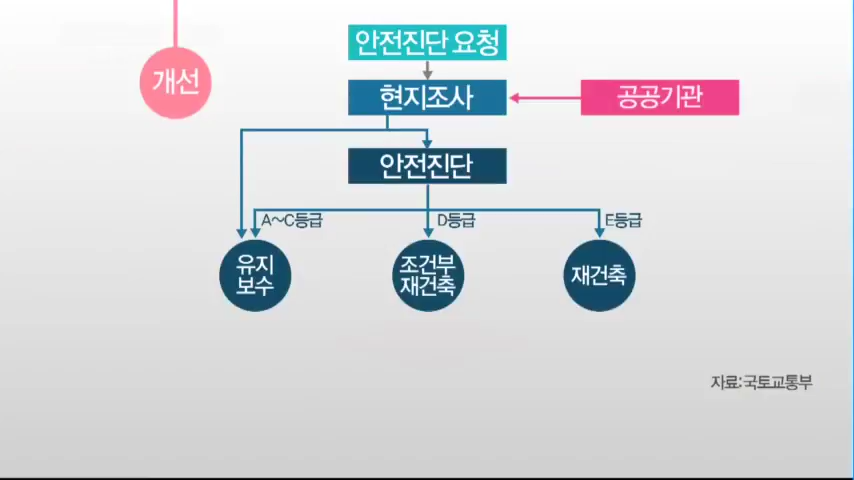 안전진단 요청
개선
현지조사
공공기관
안전진단
A~C등급
D등급
E등급
유지
보수
조건부
재건축
재건축
자료:국토교통부